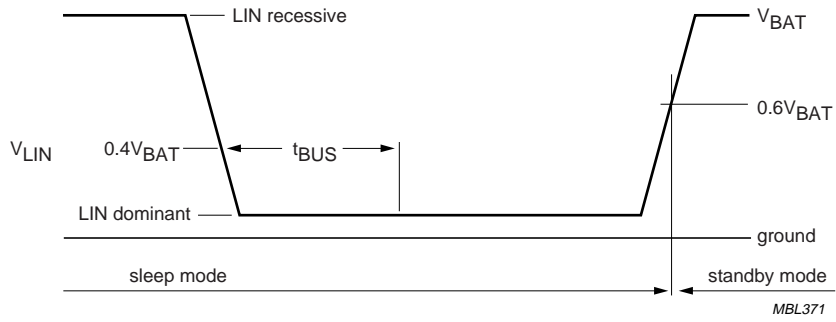 LIN recessive
VBAT
0.6VBAT
VLIN
0.4VBAT
tBUS
LIN dominant
ground
sleep mode
standby mode
MBL371